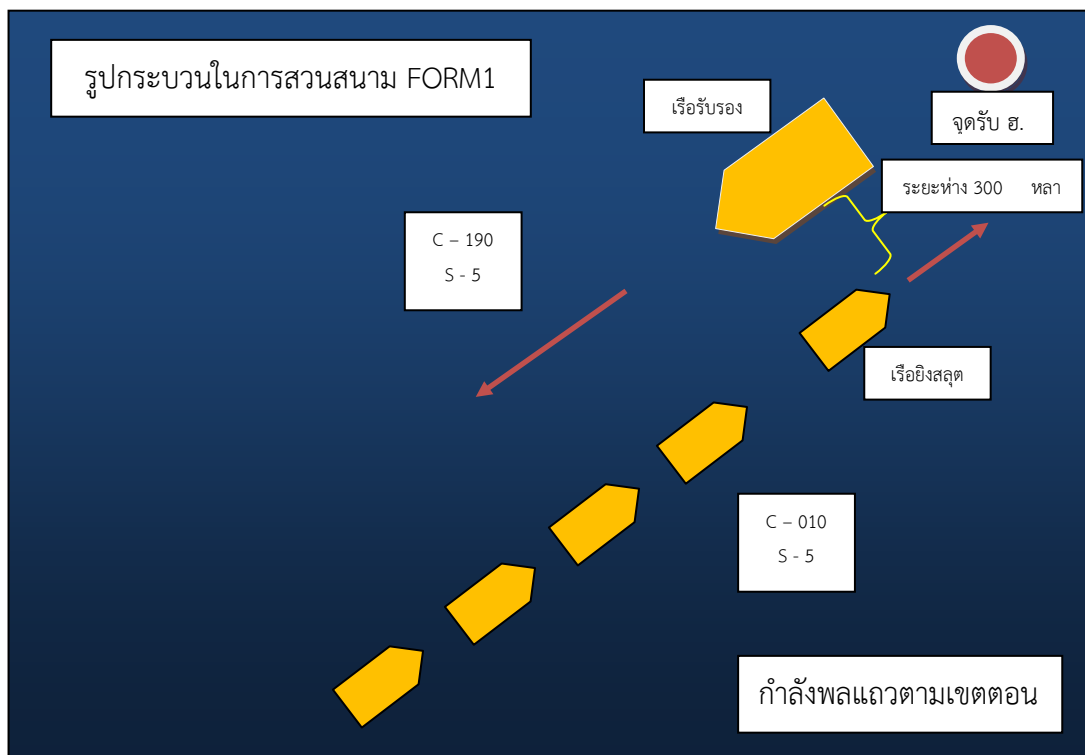 รูปกระบวนในการสวนสนาม FORM1
เรือรับรอง
จุดรับ ฮ.
ระยะห่าง 300 หลา
C – 190
S - 5
เรือยิงสลุต
C – 010
S - 5
กำลังพลแถวตามเขตตอน